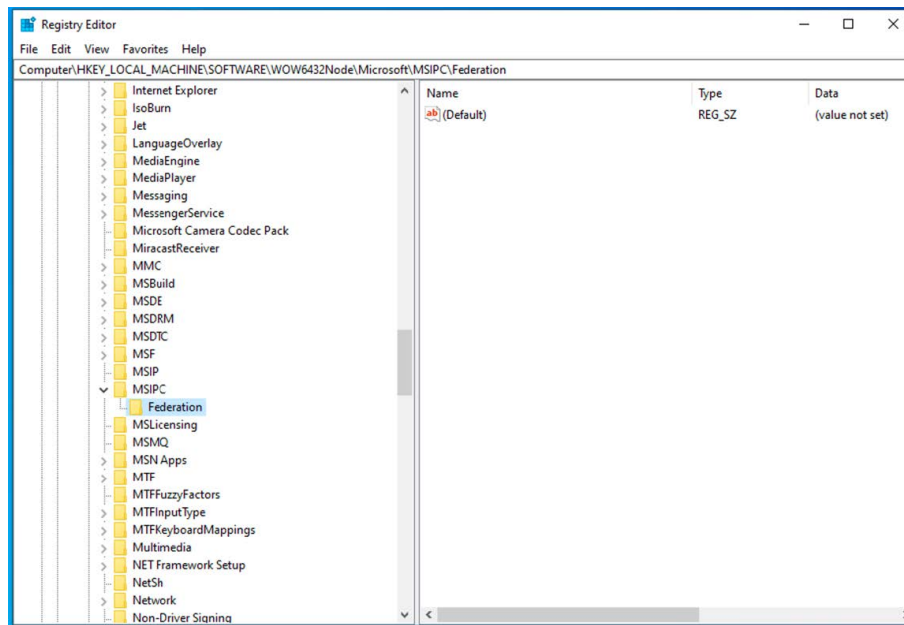 Registry Editor
File Edit View Favorites Help
Computer\HKEY_LOCAL_MACHINE\SOFTWARE\WOW6432Node\Microsoft\MSIPC\Federation
Internet Explorer
IsoBurn
Jet
LanguageOverlay
MediaEngine
MediaPlayer
Messaging
MessengerService
Microsoft Camera Codec Pack
MiracastReceiver
MMC
MSBuild
MSDE
MSDRM
MSDTC
MSF
MSIP
MSIPC
Federation
MSLicensing
MSMQ
MSN Apps
MTF
MTFFuzzyFactors
MTFInputType
MTFKeyboardMappings
Multimedia
NET Framework Setup
NetSh
Network
Non-Driver Signing
Name Type Data
ab (Default) REG_SZ (value not set)